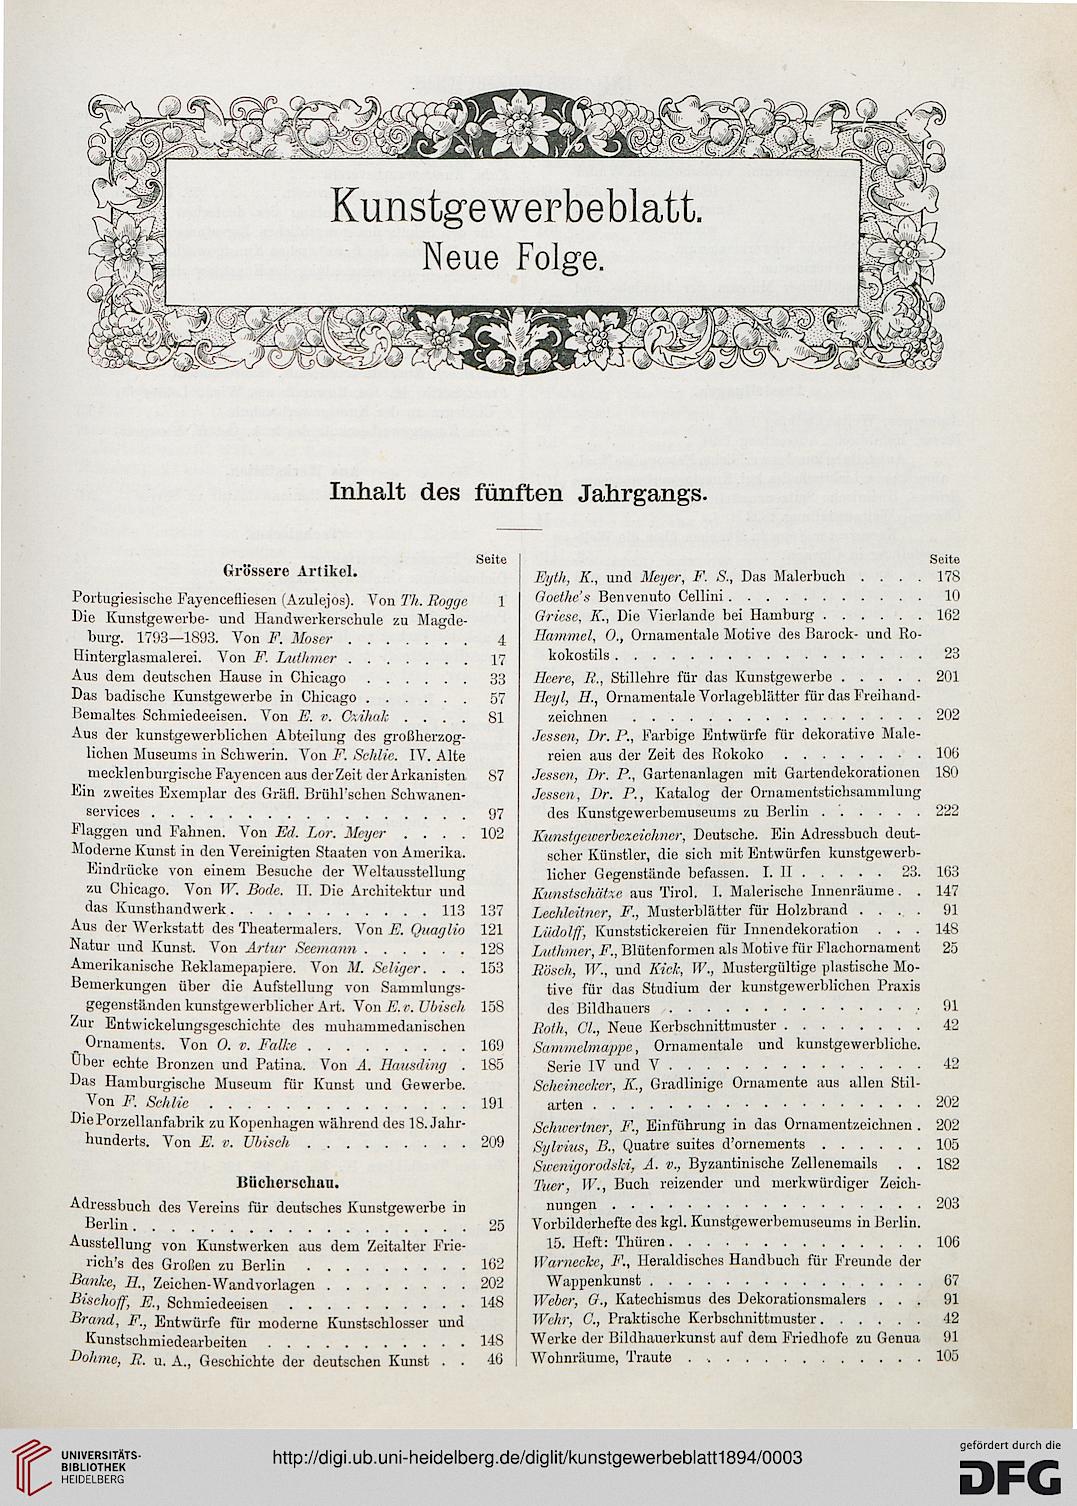 Kunstgewerbeblatt.
Neue Folge.
Inhalt des fünften Jahrgangs.
Seite
Grössere Artikel.
Portugiesische Fayencefliesen (Azulejos). Von Th. Rogge 1
Die Kunstgewerbe- und Handwerkerschule zu Magde-
burg. 1793—1893. Von F. Moser . . . . . . . 4
Hinterglasmalerei. Von F. Luthmer . . . . . . . 17
Aus dem deutschen Hause in Chicago . . . . . . 33
Das badische Kunstgewerbe in Chicago . . . . . . 57
Bemaltes Schmiedeeisen. Von E. v. Czihak . . . . 81
Aus der kunstgewerblichen Abteilung des großherzog-
lichen Museums in Schwerin. Von F. Schlie. IV. Alte
mecklenburgische Fayencen aus der Zeit der Arkanisten 87
Ein zweites Exemplar des Gräfl. Brühl'schen Schwanen-
services . . . . . . . . . . . . . . . . 97
Flaggen und Fahnen. Von Ed. Lor. Meyer . . . . 102
Moderne Kunst in den Vereinigten Staaten von Amerika.
Eindrücke von einem Besuche der Weltausstellung
zu Chicago. Von W. Bode. II. Die Architektur und
das Kunsthandwerk . . . . . . . . . . . 113 137
Aus der Werkstatt des Theatermalers. Von E. Quaglio 121
Natur und Kunst. Von Artur Seemann . . . . . . 128
Amerikanische Reklamepapiere. Von M. Seliger . . . 153
Bemerkungen über die Aufstellung von Sammlungs-
gegenständen kunstgewerblicher Art. Von E. v. Ubisch 158
Zur Entwickelungsgeschichte des muhammedanischen
Ornaments. Von O. v. Falke . . . . . . . . . 169
Über echte Bronzen und Patina. Von A. Hausding . 185
Das Hamburgische Museum für Kunst und Gewerbe.
Von F. Schlie . . . . . . . . . . . . . . 191
Die Porzellanfabrik zu Kopenhagen während des 18. Jahr-
hunderts. Von E. v. Ubisch . . . . . . . . . 209
Bücherschau.
Adressbuch des Vereins für deutsches Kunstgewerbe in
Berlin . . . . . . . . . . . . . . . . . 25
Ausstellung von Kunstwerken aus dem Zeitalter Frie-
rich's des Großen zu Berlin . . . . . . . . . 162
Banke, H., Zeichen-Wandvorlagen . . . . . . . . 202
Bischoff, E., Schmiedeeisen . . . . . . . . . . 148
Brand, F., Entwürfe für moderne Kunstschlosser und
Kunstschmiedearbeiten . . . . . . . . . . . 148
Dohme, R. u. A., Geschichte der deutschen Kunst . . 46
Seite
Eyth, K., und Meyer, F. S., Das Malerbuch . . . . 178
Goethe's Benvenuto Cellini . . . . . . . . . . . 10
Griese, K., Die Vierlande bei Hamburg . . . . . . 162
Hammel, O., Ornamentale Motive des Barock- und Ro-
kokostils . . . . . . . . . . . . . . . . 23
Heere, R., Stillehre für das Kunstgewerbe . . . . . 201
Heyl, H., Ornamentale Vorlageblätter für das Freihand-
zeichnen . . . . . . . . . . . . . . . 202
Jessen, Dr. P., Farbige Entwürfe für dekorative Male-
reien aus der Zeit des Rokoko . . . . . . . . 106
Jessen, Dr. P., Gartenanlagen mit Gartendekorationen 180
Jessen, Dr. P., Katalog der Ornamentstichsammlung
des Kunstgewerbemuseums zu Berlin . . . . . . 222
Kunstgewerbezeichner, Deutsche. Ein Adressbuch deut-
scher Künstler, die sich mit Entwürfen kunstgewerb-
licher Gegenstände befassen. I. II . . . . . 23. 163
Kunstschätze aus Tirol. I. Malerische Innenräume . . 147
Lechleitner, F., Musterblätter für Holzbrand . . . . 91
Lüdolff, Kunststickereien für Innendekoration . . . 148
Luthmer, F., Blütenformen als Motive für Flachornament 25
Rösch, W., und Kick, W., Mustergültige plastische Mo-
tive für das Studium der kunstgewerblichen Praxis
des Bildhauers . . . . . . . . . . . . . 91
Roth, Cl., Neue Kerbschnittmuster . . . . . . . . 42
Sammelmappe, Ornamentale und kunstgewerbliche.
Serie IV und V . . . . . . . . . . . . . 42
Scheinecker, K., Gradlinige Ornamente aus allen Stil-
arten . . . . . . . . . . . . . . . . . 202
Schwertner, F., Einführung in das Ornamentzeichnen . 202
Sylvius, B., Quatre suites d'ornements . . . . . . 105
Swenigorodski, A. v., Byzantinische Zellenemails . . 182
Tuer, W., Buch reizender und merkwürdiger Zeich-
nungen . . . . . . . . . . . . . . . . 203
Vorbilderhefte des kgl. Kunstgewerbemuseums in Berlin.
15. Heft: Thüren . . . . . . . . . . . . . 106
Warnecke, F., Heraldisches Handbuch für Freunde der
Wappenkunst . . . . . . . . . . . . . . 67
Weber, G., Katechismus des Dekorationsmalers . . . 91
Wehr, C., Praktische Kerbschnittmuster . . . . . . 42
Werke der Bildhauerkunst auf dem Friedhofe zu Genua 91
Wohnräume, Traute . . . . . . . . . . . . . 105
UNIVERSITÄTS-
BIBLIOTHEK
HEIDELBERG
http://digi.ub.uni-heidelberg.de/diglit/kunstgewerbeblatt1894/0003
gefördert durch die
DFG